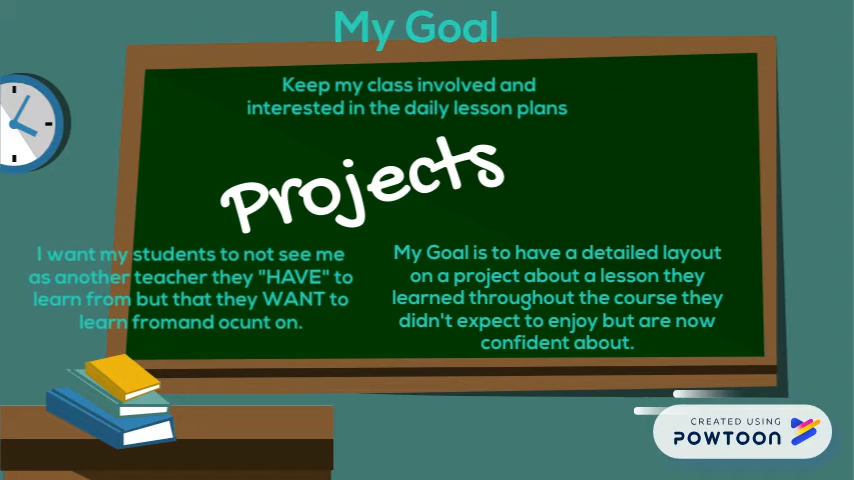 My Goal
Keep my class involved and
interested in the daily lesson plans
Projects
I want my students to not see me
as another teacher they "HAVE" to
learn from but that they WANT to
learn fromand ocunt on.
My Goal is to have a detailed layout
on a project about a lesson they
learned throughout the course they
didn't expect to enjoy but are now
confident about.
CREATED USING
POWTOON